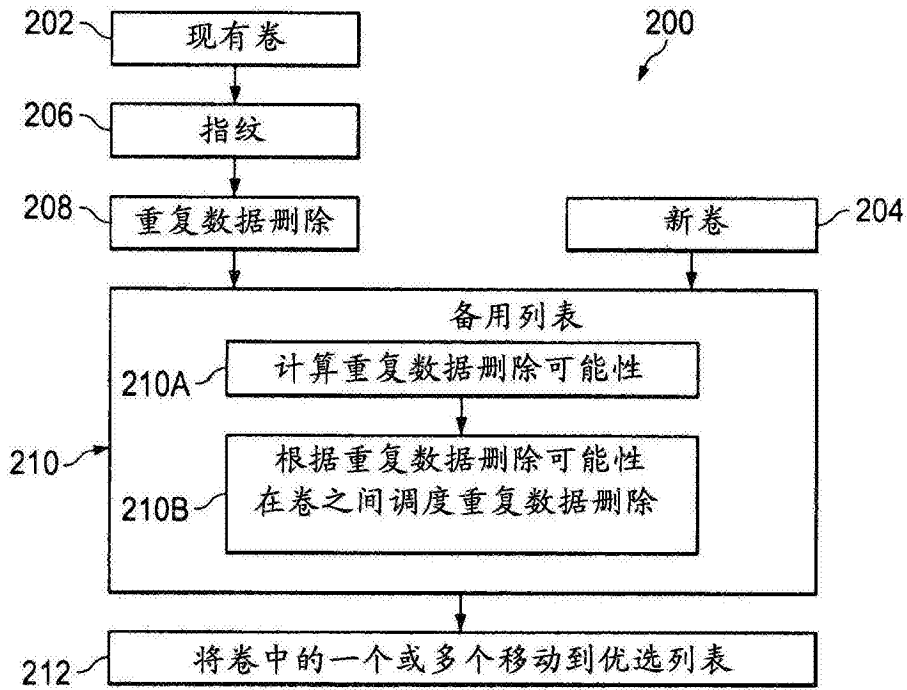 202
现有卷
200
206
指纹
208
重复数据删除
新卷
204
备用列表
210A
计算重复数据删除可能性
210
210B
根据重复数据删除可能性
在卷之间调度重复数据删除
212
将卷中的一个或多个移动到优选列表